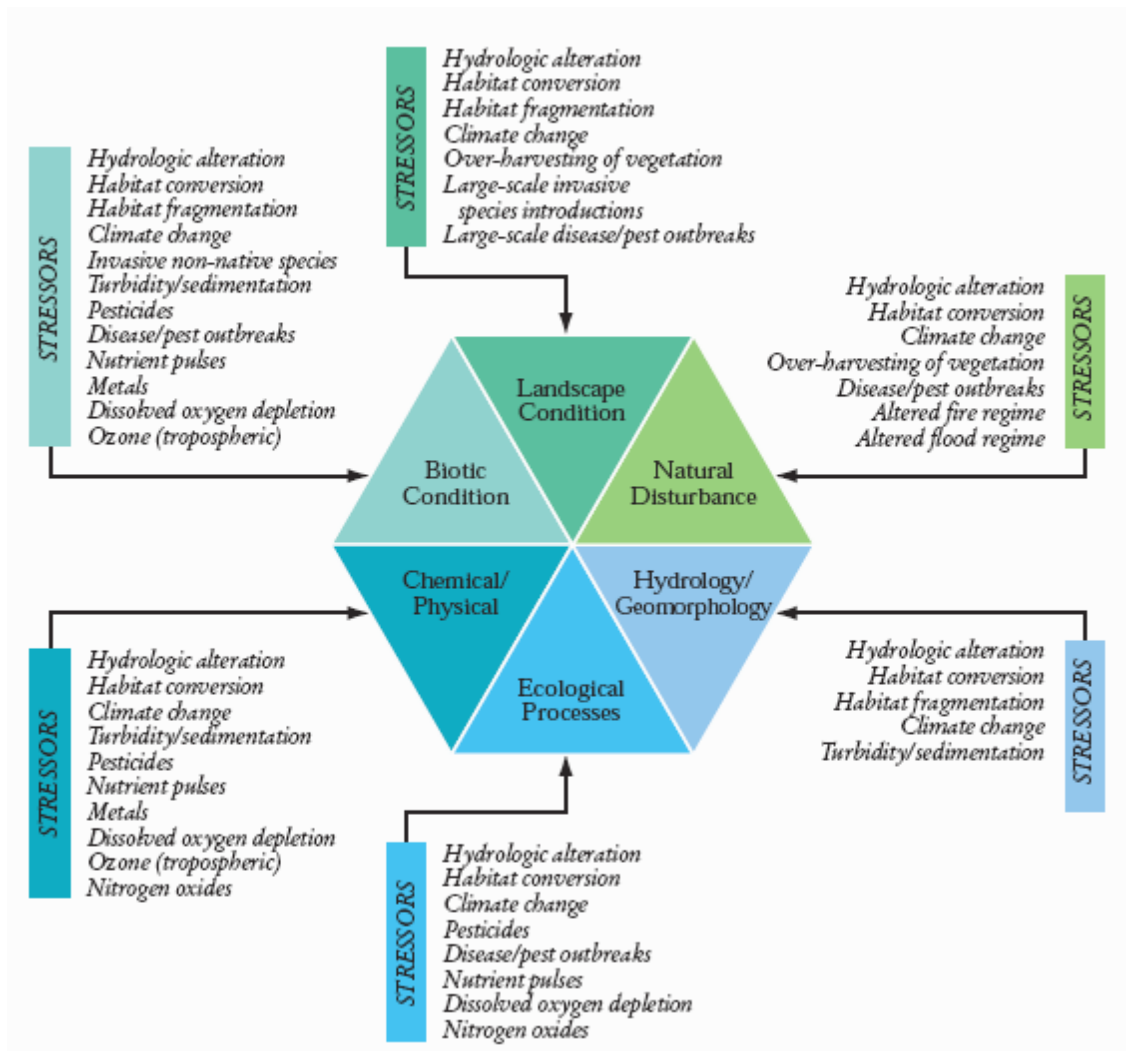 STRESSORS
Hydrologic alteration
Habitat conversion
Habitat fragmentation
Climate change
Over-harvesting of vegetation
Large-scale invasive
species introductions
Large-scale disease/pest outbreaks
STRESSORS
Hydrologic alteration
Habitat conversion
Habitat fragmentation
Climate change
Invasive non-native species
Turbidity/sedimentation
Pesticides
Disease/pest outbreaks
Nutrient pulses
Metals
Dissolved oxygen depletion
Ozone (tropospheric)
STRESSORS
Hydrologic alteration
Habitat conversion
Climate change
Over-harvesting of vegetation
Disease/pest outbreaks
Altered fire regime
Altered flood regime
Landscape
Condition
Biotic
Condition
Natural
Disturbance
Chemical/
Physical
Hydrology/
Geomorphology
Ecological
Processes
STRESSORS
Hydrologic alteration
Habitat conversion
Climate change
Turbidity/sedimentation
Pesticides
Nutrient pulses
Metals
Dissolved oxygen depletion
Ozone (tropospheric)
Nitrogen oxides
STRESSORS
Hydrologic alteration
Habitat conversion
Habitat fragmentation
Climate change
Turbidity/sedimentation
STRESSORS
Hydrologic alteration
Habitat conversion
Climate change
Pesticides
Disease/pest outbreaks
Nutrient pulses
Dissolved oxygen depletion
Nitrogen oxides